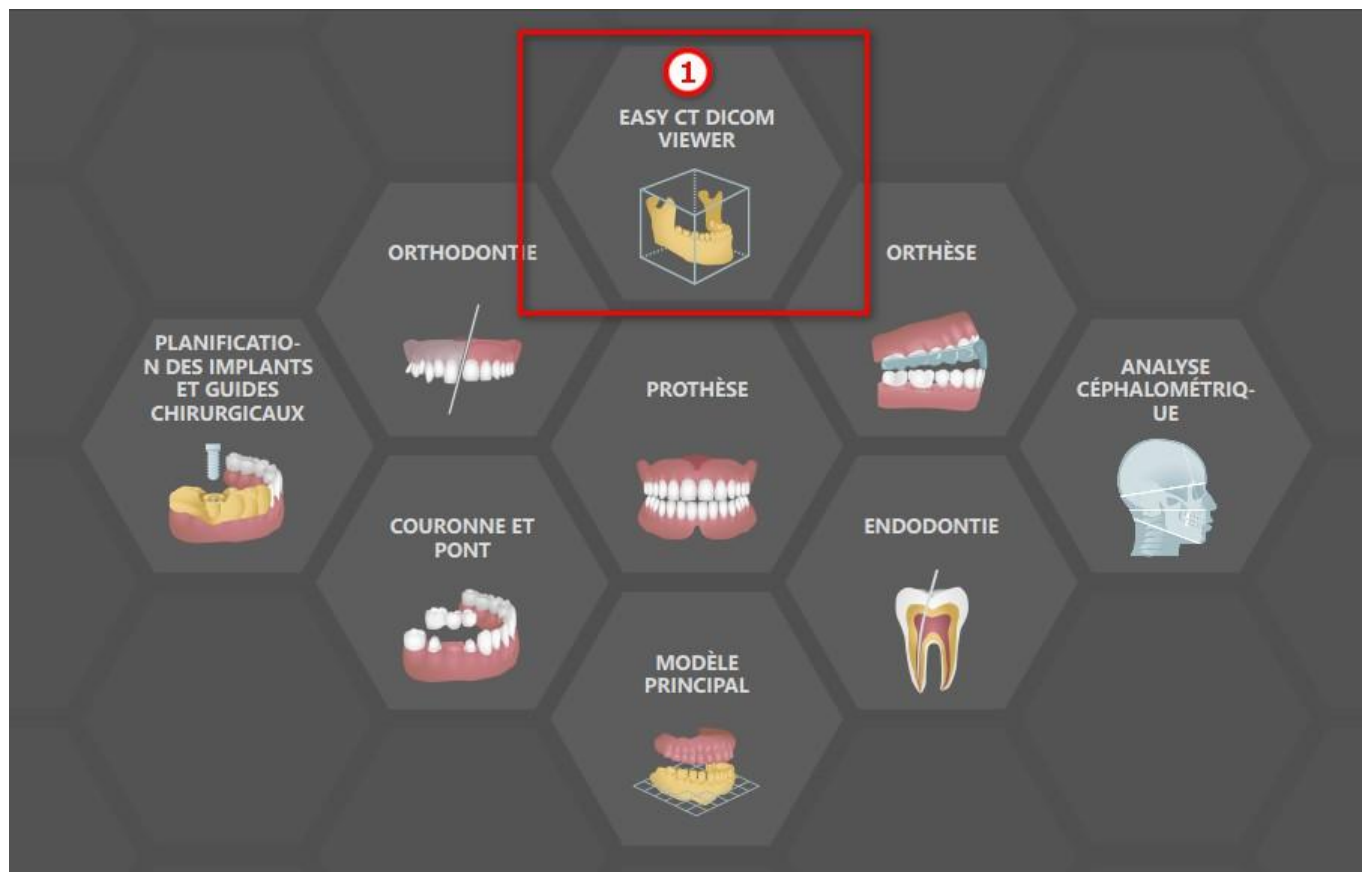 1
EASY CT DICOM
VIEWER
ORTHODONTIE
ORTHÈSE
PLANIFICATIO-
N DES IMPLANTS
ET GUIDES
CHIRURGICAUX
PROTHÈSE
ANALYSE
CÉPHALOMÉTRIQ-
UE
COURONNE ET
PONT
ENDODONTIE
MODÈLE
PRINCIPAL